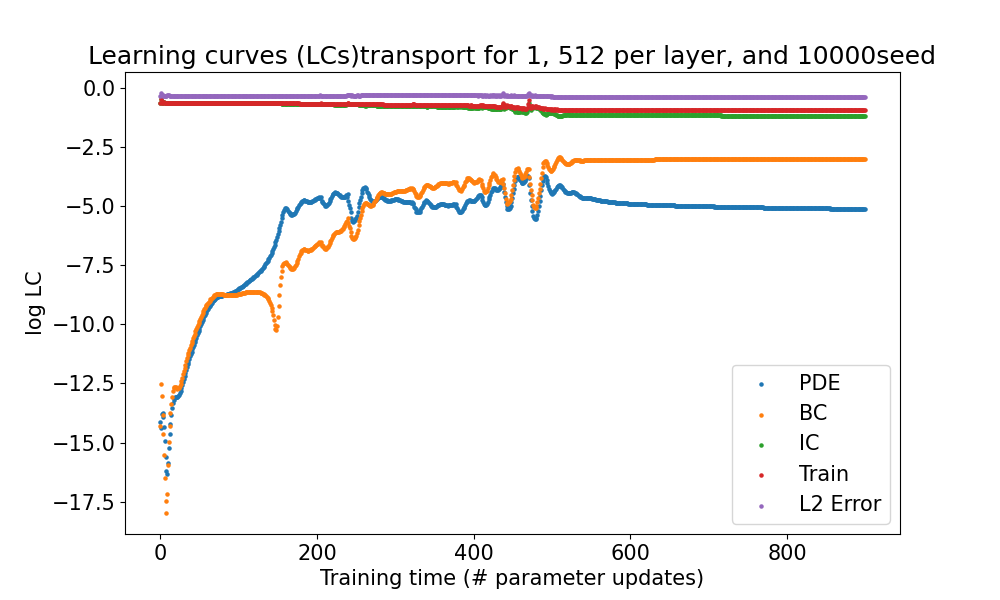 Learning curves (LCs)transport for 1, 512 per layer, and 10000seed
log LC
0.0
−2.5
−5.0
−7.5
−10.0
−12.5
−15.0
−17.5
PDE
BC
IC
Train
L2 Error
0 200 400 600 800
Training time (# parameter updates)